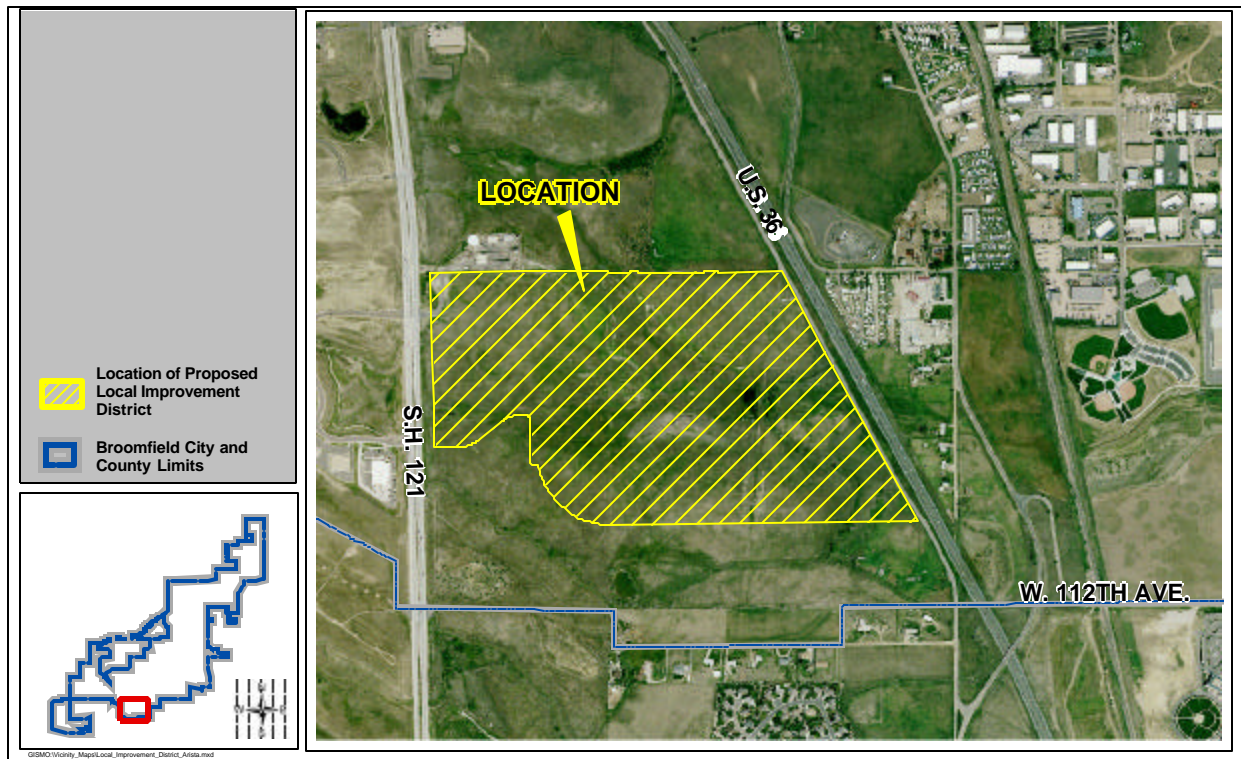 LOCATION
U.S. 36
S.H. 121
W. 112TH AVE.
Location of Proposed
Local Improvement
District
Broomfield City and
County Limits
GISMO:\Vicinity_Maps\Local_Improvement_District_Arista.mxd